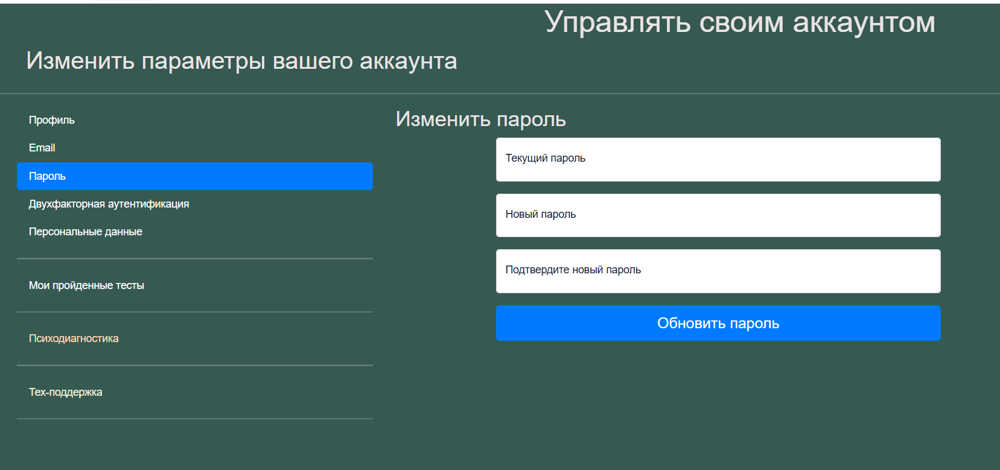 Управлять своим аккаунтом
Изменить параметры вашего аккаунта
Профиль
Email
Пароль
Двухфакторная аутентификация
Персональные данные
Мои пройденные тесты
Психодиагностика
Тех-поддержка
Изменить пароль
Текущий пароль
Новый пароль
Подтвердите новый пароль
Обновить пароль